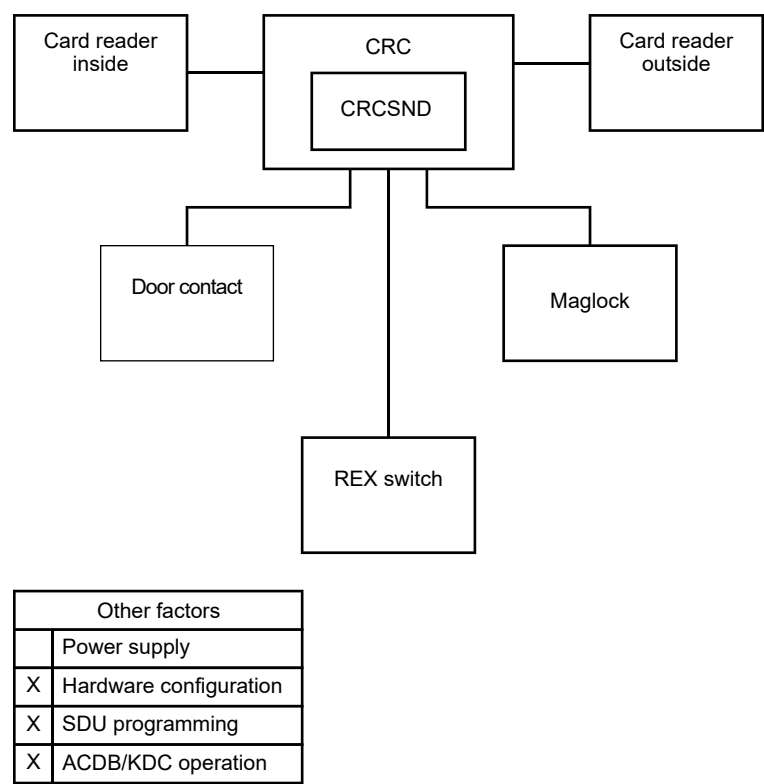 Card reader
inside
CRC
CRCSND
Card reader
outside
Door contact
Maglock
REX switch
Other factors
Power supply
X Hardware configuration
X SDU programming
X ACDB/KDC operation